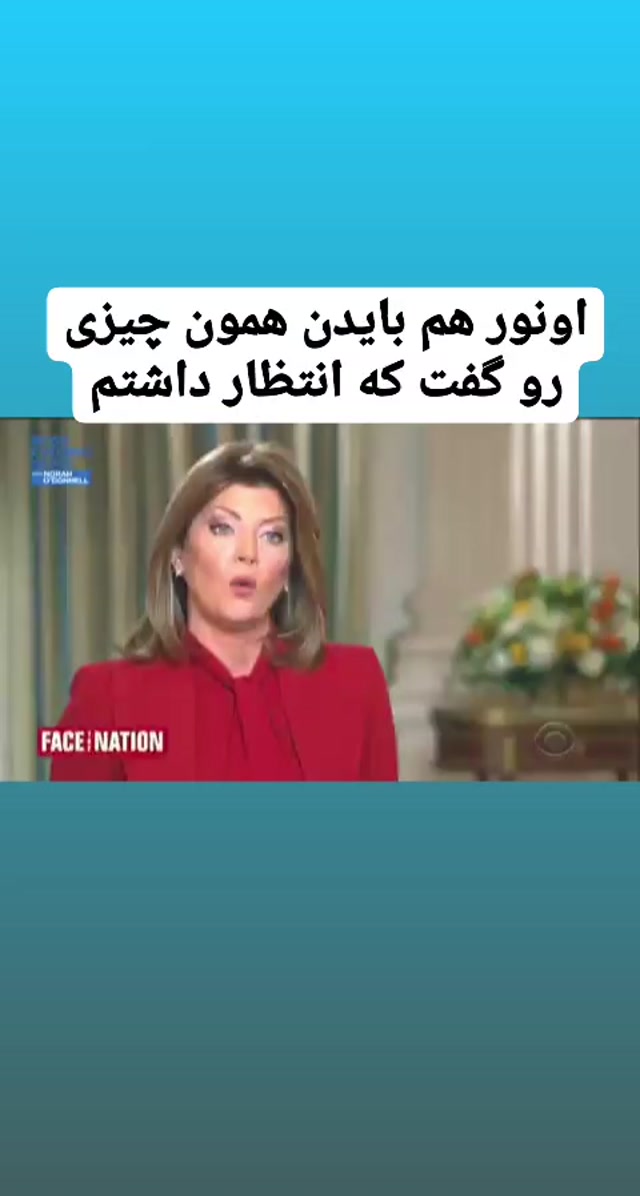 اونور هم بایدن همون چیزی
رو گفت که انتظار داشتم
NORAH
O'DONNELL
FACE THE NATION